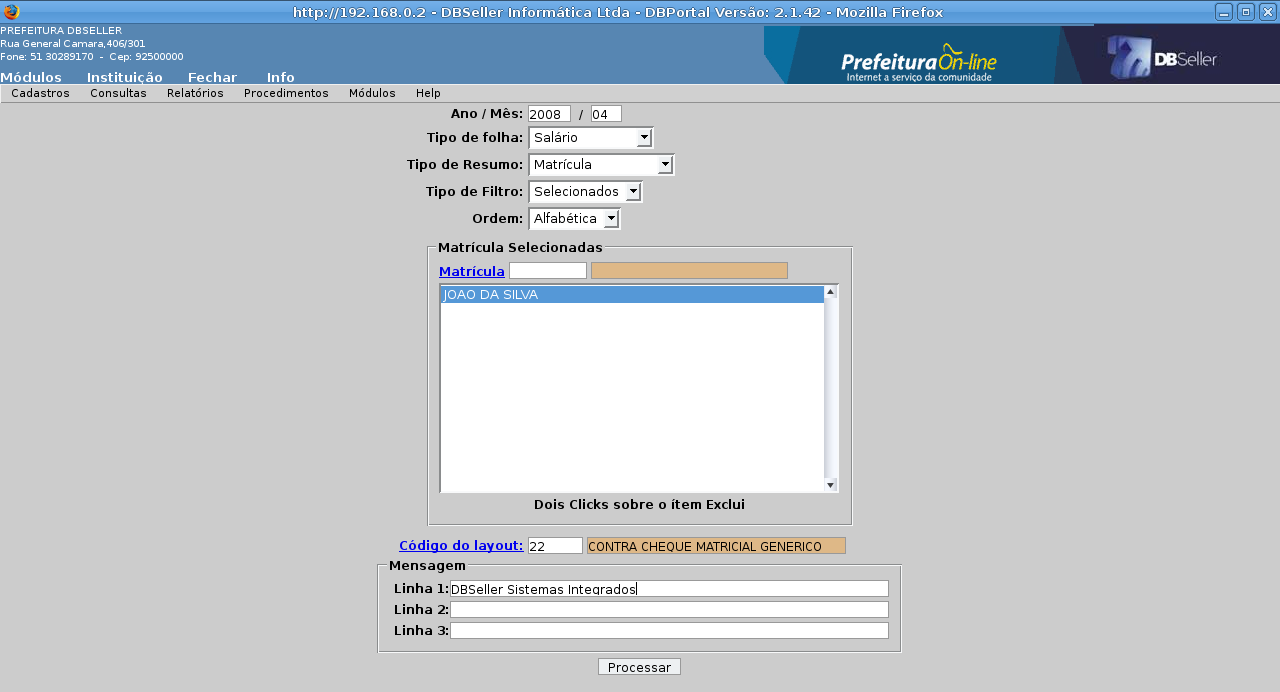 http://192.168.0.2 - DBSeller Informática Ltda - DBPortal Versão: 2.1.42 - Mozilla Firefox
PREFEITURA DBSELLER
Rua General Camara,406/301
Fone: 51 30289170 - Cep: 92500000
Prefeitura On-line
Internet a serviço da comunidade
DBSeller
Módulos Instituição Fechar Info
Cadastros Consultas Relatórios Procedimentos Módulos Help
Ano / Mês: 2008 / 04
Tipo de folha: Salário
Tipo de Resumo: Matrícula
Tipo de Filtro: Selecionados
Ordem: Alfabética
Matrícula Selecionadas
Matrícula
JOAO DA SILVA
Dois Clicks sobre o ítem Exclui
Código do layout: 22 CONTRA CHEQUE MATRICIAL GENERICO
Mensagem
Linha 1: DBSeller Sistemas Integrados
Linha 2:
Linha 3:
Processar